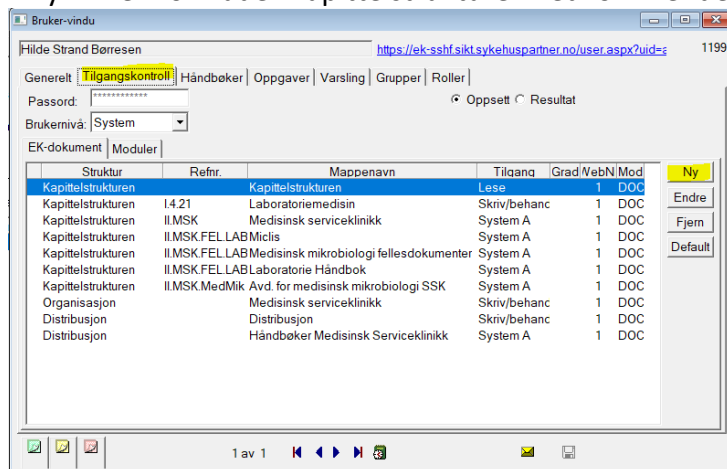 Bruker-vindu
Hilde Strand Børresen https://ek-sshf.sikt.sykehuspartner.no/user.aspx?uid=a 1199
Generelt Tilgangskontroll Håndbøker Oppgaver Varsling Grupper Roller
Passord: ************ Oppsett Resultat
Brukernivå: System
EK-dokument Moduler
Struktur Refnr. Mappenavn Tilgang Grad WebN Mod Ny
Kapittelstrukturen Kapittelstrukturen Lese 1 DOC
Kapittelstrukturen I.4.21 Laboratoriemedisin Skriv/behanc 1 DOC Endre
Kapittelstrukturen II.MSK Medisinsk serviceklinikk System A 1 DOC
Kapittelstrukturen II.MSK.FEL.LAB Miclis System A 1 DOC Fjern
Kapittelstrukturen II.MSK.FEL.LAB Medisinsk mikrobiologi fellesdokumenter System A 1 DOC Default
Kapittelstrukturen II.MSK.FEL.LAB Laboratorie Håndbok System A 1 DOC
Kapittelstrukturen II.MSK.MedMik Avd. for medisinsk mikrobiologi SSK System A 1 DOC
Organisasjon Medisinsk serviceklinikk Skriv/behanc 1 DOC
Distribusjon Distribusjon Skriv/behanc 1 DOC
Distribusjon Håndbøker Medisinsk Serviceklinikk System A 1 DOC
1 av 1